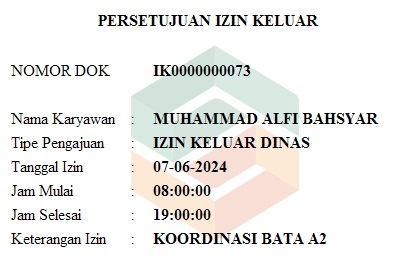 PERSETUJUAN IZIN KELUAR
NOMOR DOK IK0000000073
Nama Karyawan : MUHAMMAD ALFI BAHSYAR
Tipe Pengajuan : IZIN KELUAR DINAS
Tanggal Izin : 07-06-2024
Jam Mulai : 08:00:00
Jam Selesai : 19:00:00
Keterangan Izin : KOORDINASI BATA A2